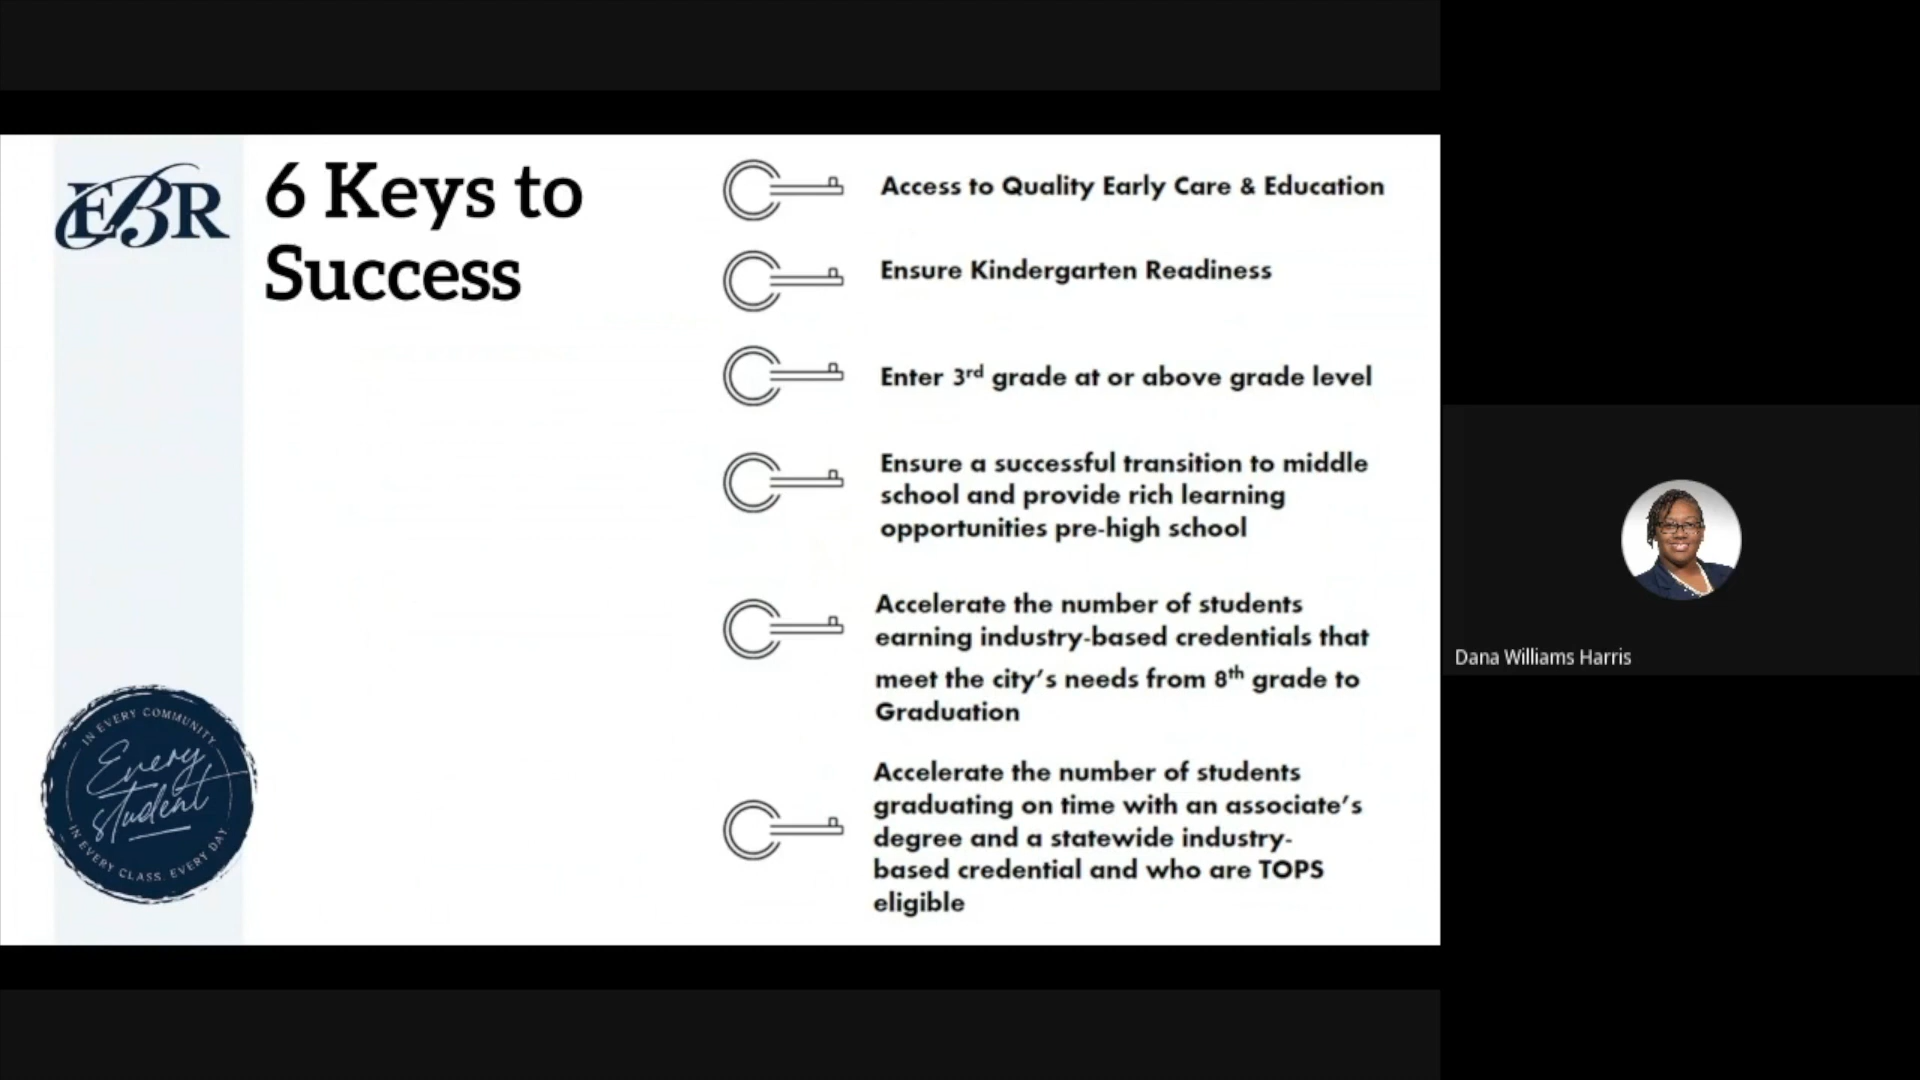 EBR
6 Keys to
Success
Access to Quality Early Care & Education
Ensure Kindergarten Readiness
Enter 3rd grade at or above grade level
Ensure a successful transition to middle
school and provide rich learning
opportunities pre-high school
Accelerate the number of students
earning industry-based credentials that
meet the city's needs from 8th grade to
Graduation
Accelerate the number of students
graduating on time with an associate's
degree and a statewide industry-
based credential and who are TOPS
eligible
IN EVERY COMMUNITY
Every
student
IN EVERY CLASS. EVERY DAY
Dana Williams Harris